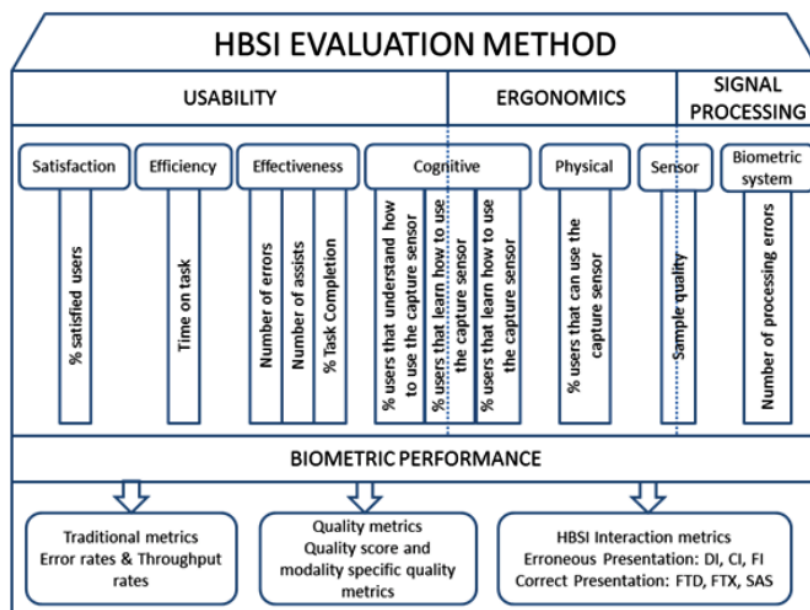 HBSI EVALUATION METHOD
USABILITY
ERGONOMICS
SIGNAL
PROCESSING
Satisfaction
Efficiency
Effectiveness
Cognitive
Physical
Sensor
Biometric
system
% satisfied users
Time on task
Number of errors
Number of assists
% Task Completion
% users that understand how
to use the capture sensor
% users that learn how to use
the capture sensor
% users that learn how to use
the capture sensor
% users that can use the
capture sensor
Sample quality
Number of processing errors
BIOMETRIC PERFORMANCE
Traditional metrics
Error rates & Throughput
rates
Quality metrics
Quality score and
modality specific quality
metrics
HBSI Interaction metrics
Erroneous Presentation: DI, CI, FI
Correct Presentation: FTD, FTX, SAS